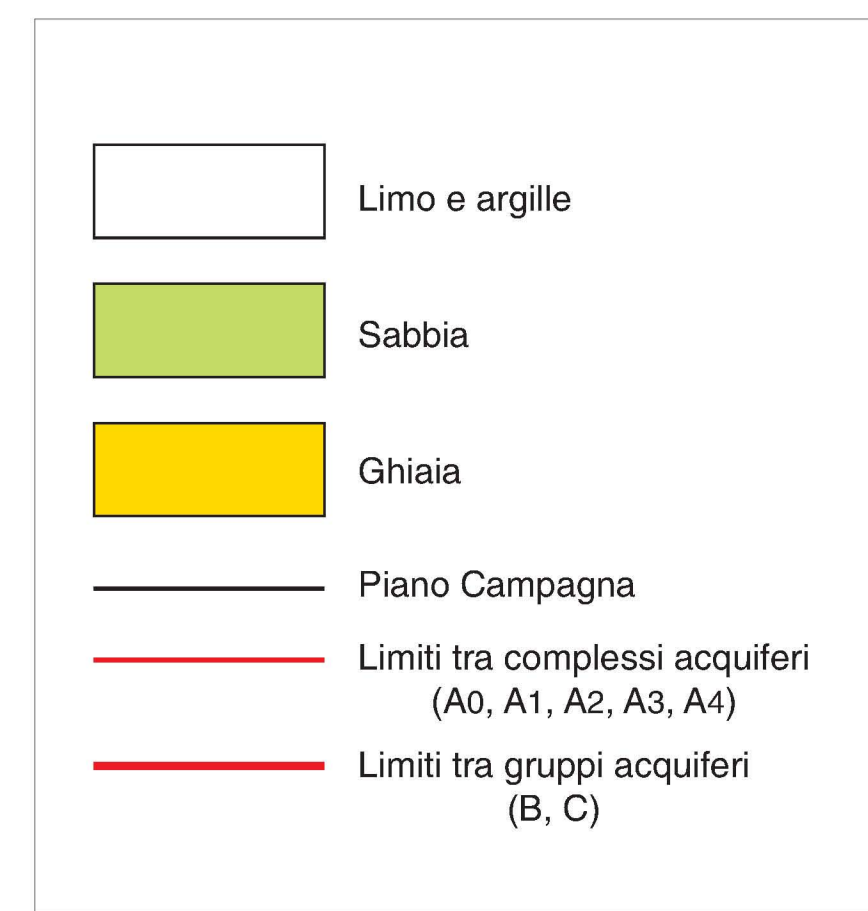 Limo e argille
Sabbia
Ghiaia
Piano Campagna
Limiti tra complessi acquiferi
(A0, A1, A2, A3, A4)
Limiti tra gruppi acquiferi
(B, C)